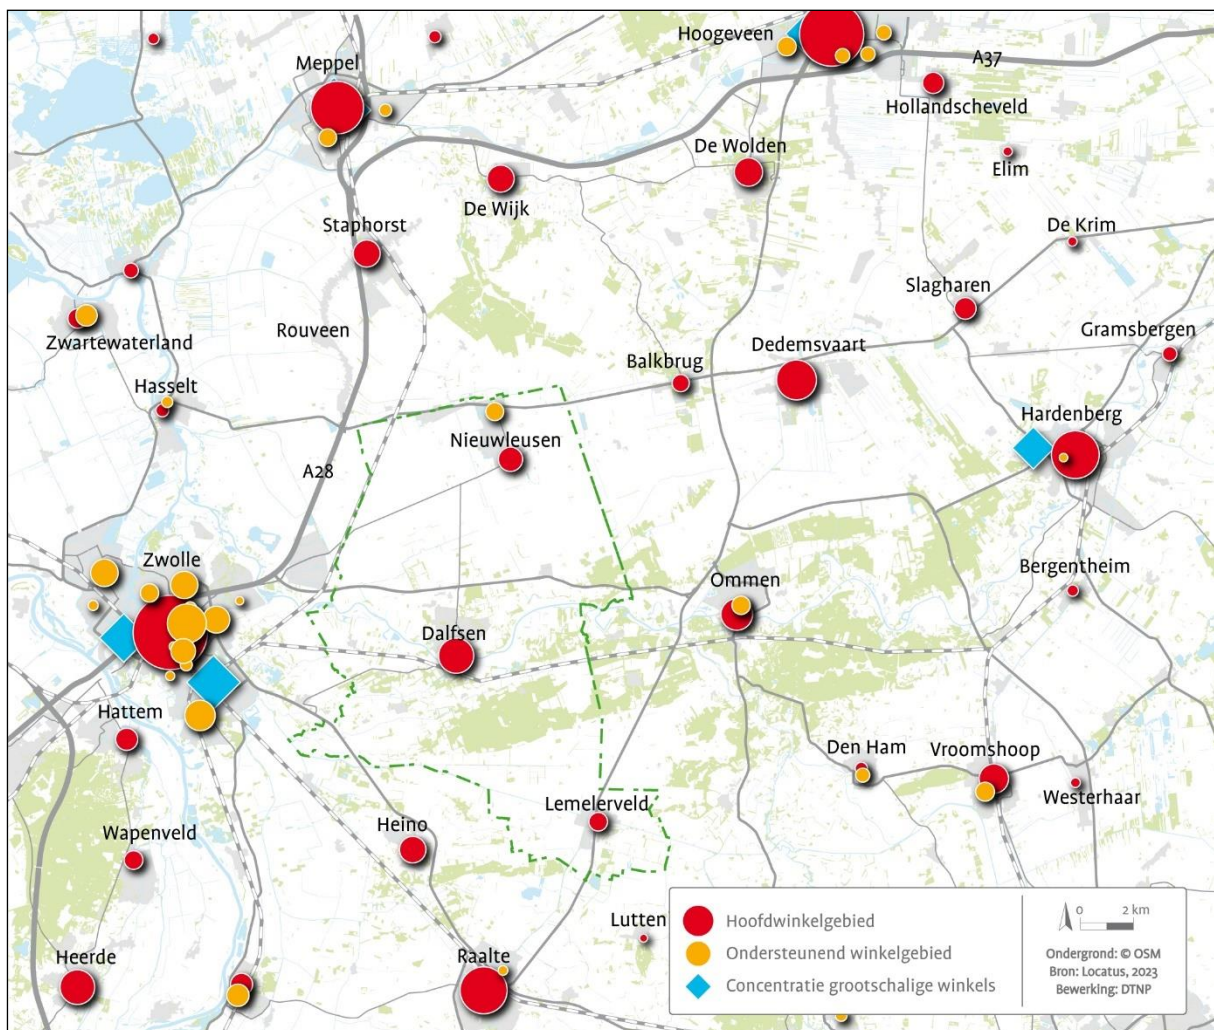 Hoogeveen
A37
Meppel
Hollandscheveld
De Wolden
Elim
De Wijk
Staphorst
De Krim
Slagharen
Rouveen
Zwartewaterland
Gramsbergen
Balkbrug
Dedemsvaart
Hasselt
Hardenberg
Nieuwleusen
A28
Zwolle
Bergentheim
Ommen
Dalfsen
Hattem
Den Ham
Vroomshoop
Westerhaar
Lemelerveld
Heino
Wapenveld
Lutten
Heerde
Raalte
Hoofdwinkelgebied
Ondersteunend winkelgebied
Concentratie grootschalige winkels
0 2 km
Ondergrond: © OSM
Bron: Locatus, 2023
Bewerking: DTNP